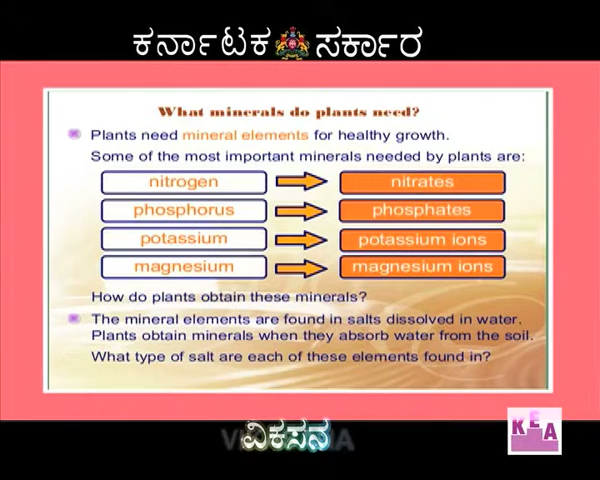 ಕರ್ನಾಟಕ ಸರ್ಕಾರ
What minerals do plants need?
Plants need mineral elements for healthy growth.
Some of the most important minerals needed by plants are:
nitrogen nitrates
phosphorus phosphates
potassium potassium ions
magnesium magnesium ions
How do plants obtain these minerals?
The mineral elements are found in salts dissolved in water.
Plants obtain minerals when they absorb water from the soil.
What type of salt are each of these elements found in?
ವಿಕಸನ
KEA